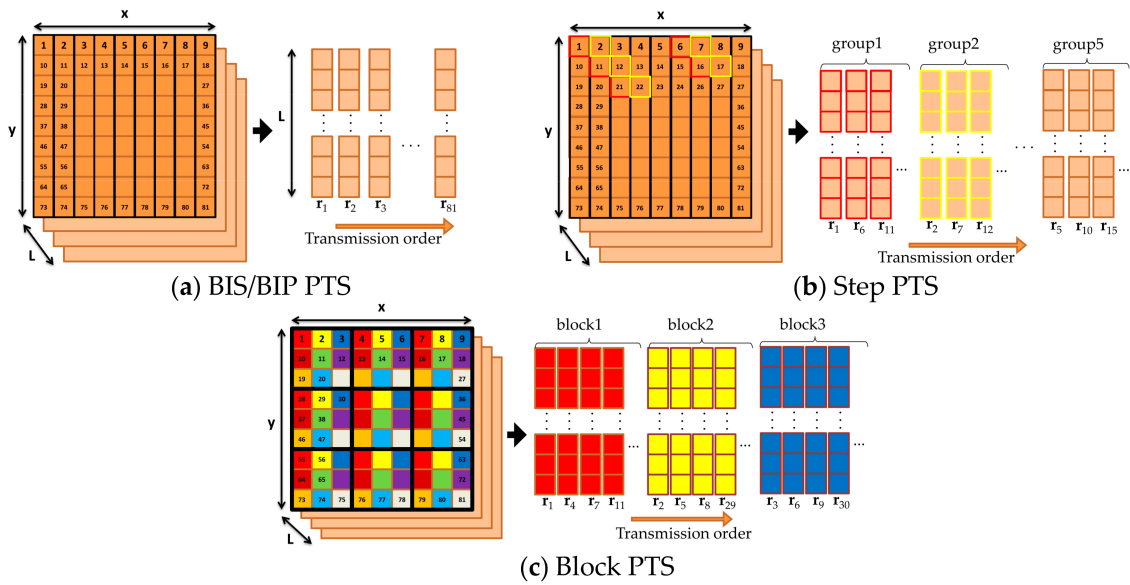 x
y
1 2 3 4 5 6 7 8 9
10 11 12 13 14 15 16 17 18
19 20 27
28 29 36
37 38 45
46 47 54
55 56 63
64 65 72
73 74 75 76 77 78 79 80 81
L
L
r1 r2 r3 ... r81
Transmission order
(a) BIS/BIP PTS
x
y
1 2 3 4 5 6 7 8 9
10 11 12 13 14 15 16 17 18
19 20 21 22 23 24 25 26 27
28 29 36
37 38 45
46 47 54
55 56 63
64 65 72
73 74 75 76 77 78 79 80 81
L
group1 group2 group5
... ... ... ...
r1 r6 r11 r2 r7 r12 r5 r10 r15
Transmission order
(b) Step PTS
x
y
1 2 3 4 5 6 7 8 9
10 11 12 13 14 15 16 17 18
19 20 27
28 29 30 36
37 38 45
46 47 54
55 56 63
64 65 72
73 74 75 76 77 78 79 80 81
L
block1 block2 block3
... ... ...
r1 r4 r7 r11 r2 r5 r8 r29 r3 r6 r9 r30
Transmission order
(c) Block PTS